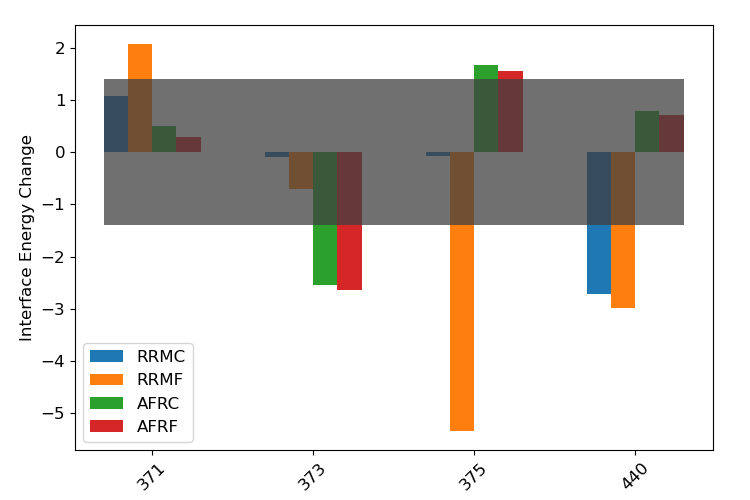 2
1
0
−1
−2
−3
−4
−5
Interface Energy Change
RRMC
RRMF
AFRC
AFRF
371
373
375
440